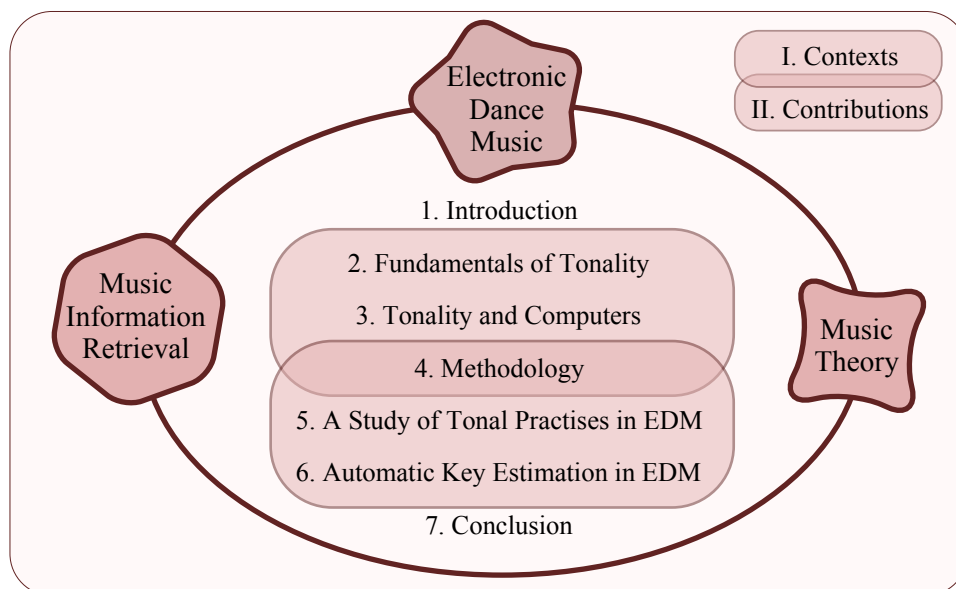 Electronic
Dance
Music
I. Contexts
II. Contributions
1. Introduction
2. Fundamentals of Tonality
3. Tonality and Computers
4. Methodology
5. A Study of Tonal Practises in EDM
6. Automatic Key Estimation in EDM
7. Conclusion
Music
Information
Retrieval
Music
Theory